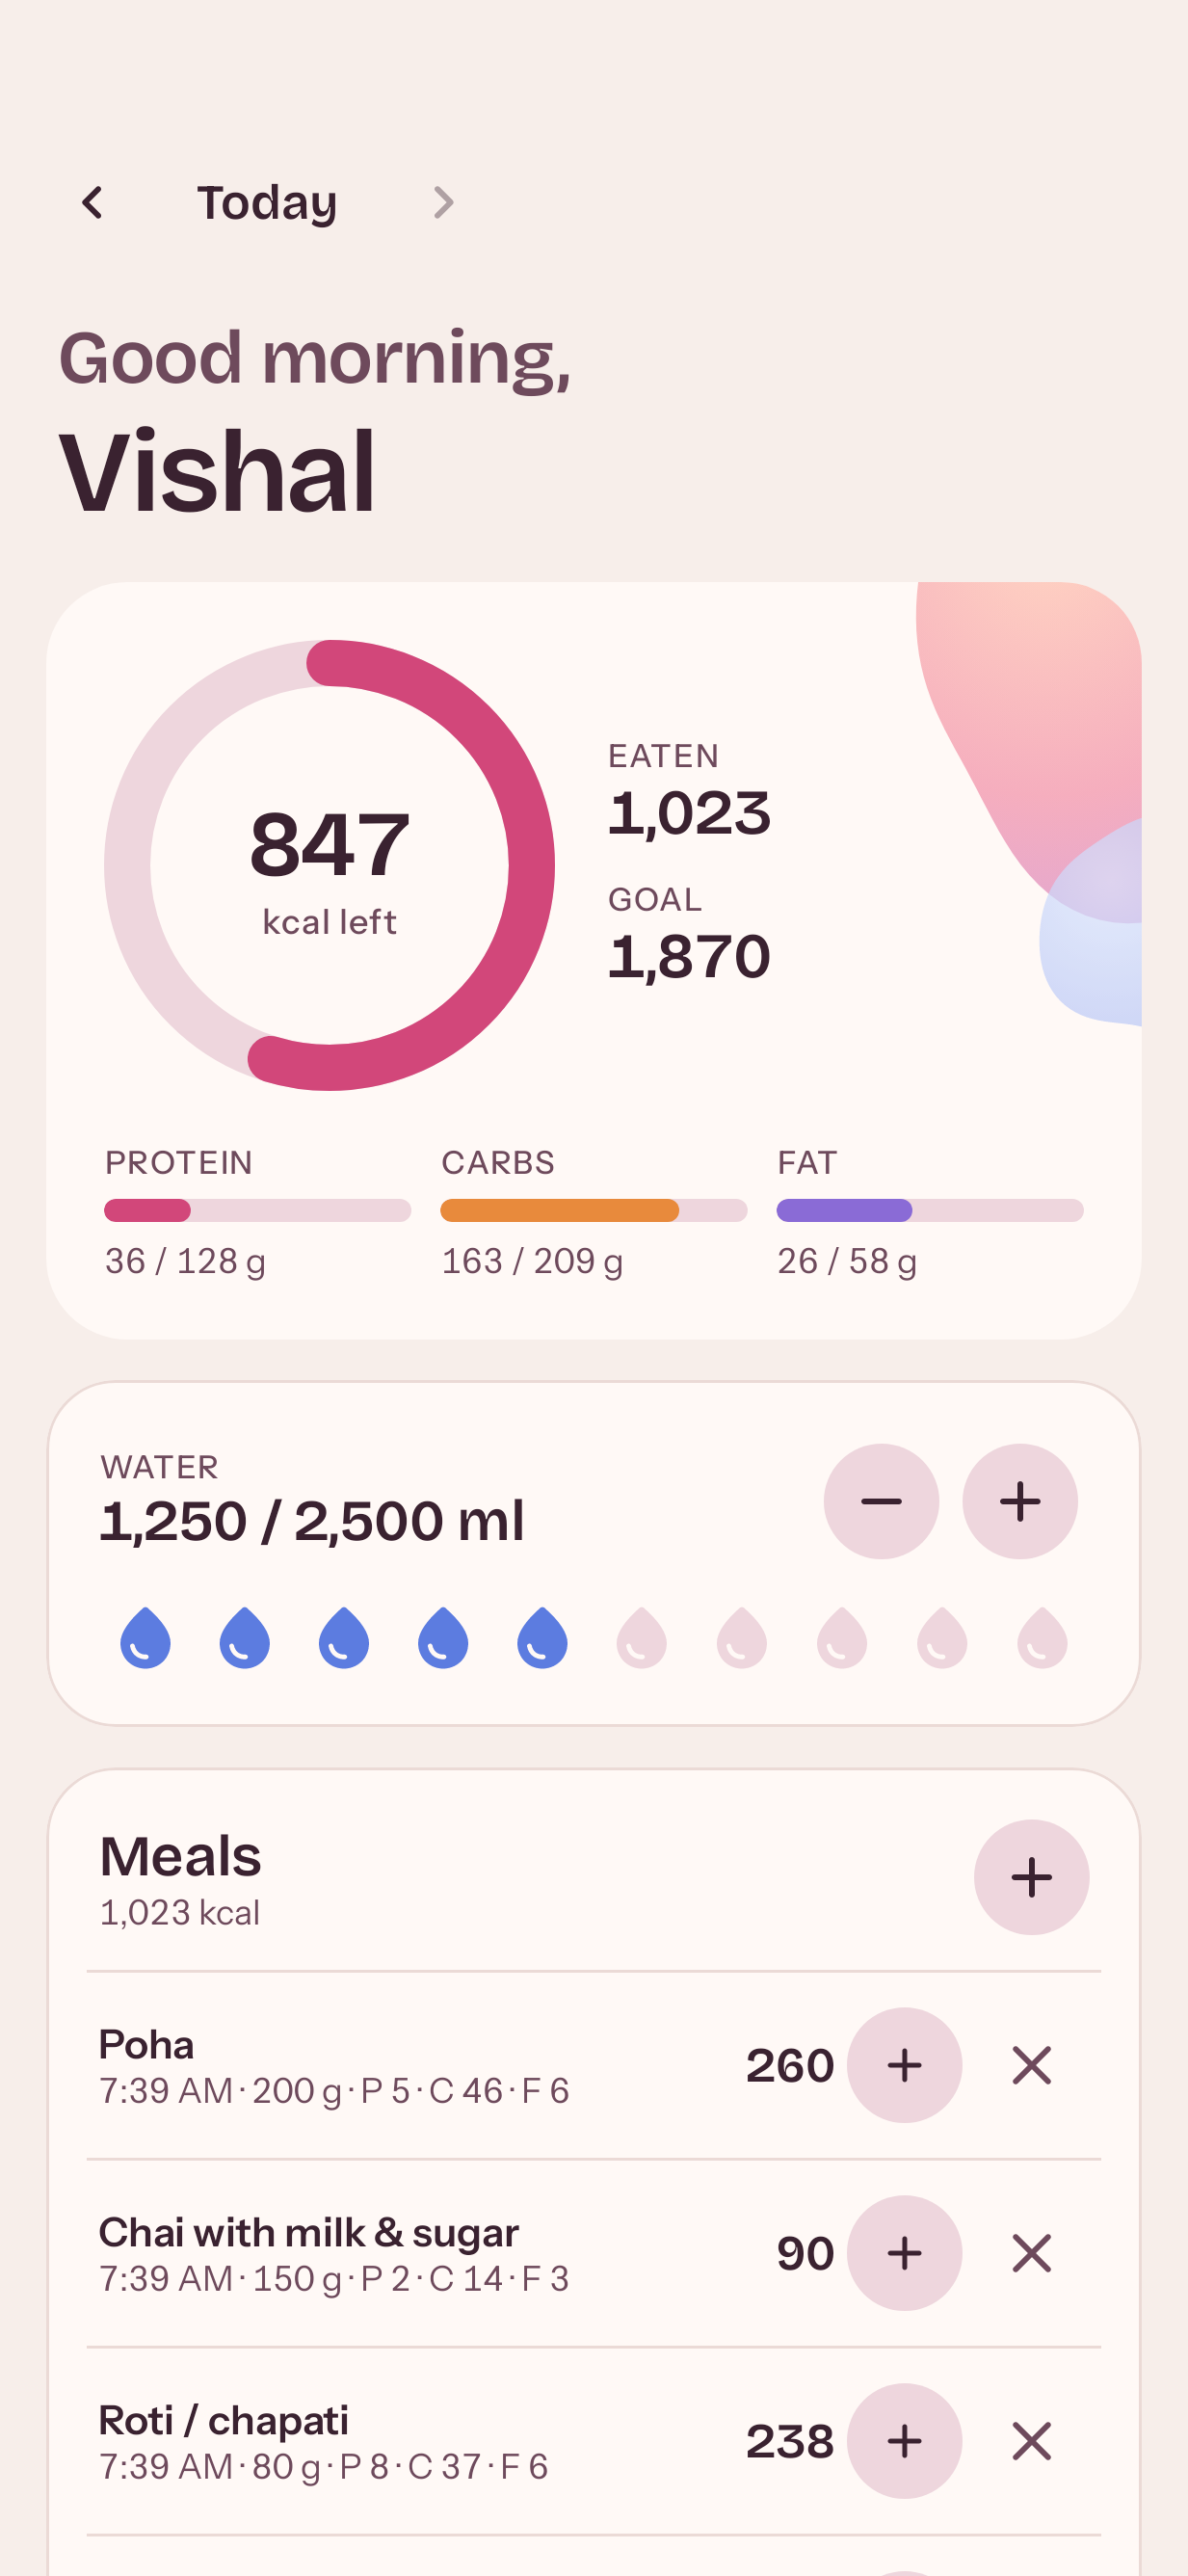 Today
Good morning,
Vishal
847
kcal left
EATEN
1,023
GOAL
1,870
PROTEIN
36 / 128 g
CARBS
163 / 209 g
FAT
26 / 58 g
WATER
1,250 / 2,500 ml
Meals
1,023 kcal
Poha
7:39 AM · 200 g · P 5 · C 46 · F 6
260
Chai with milk & sugar
7:39 AM · 150 g · P 2 · C 14 · F 3
90
Roti / chapati
7:39 AM · 80 g · P 8 · C 37 · F 6
238